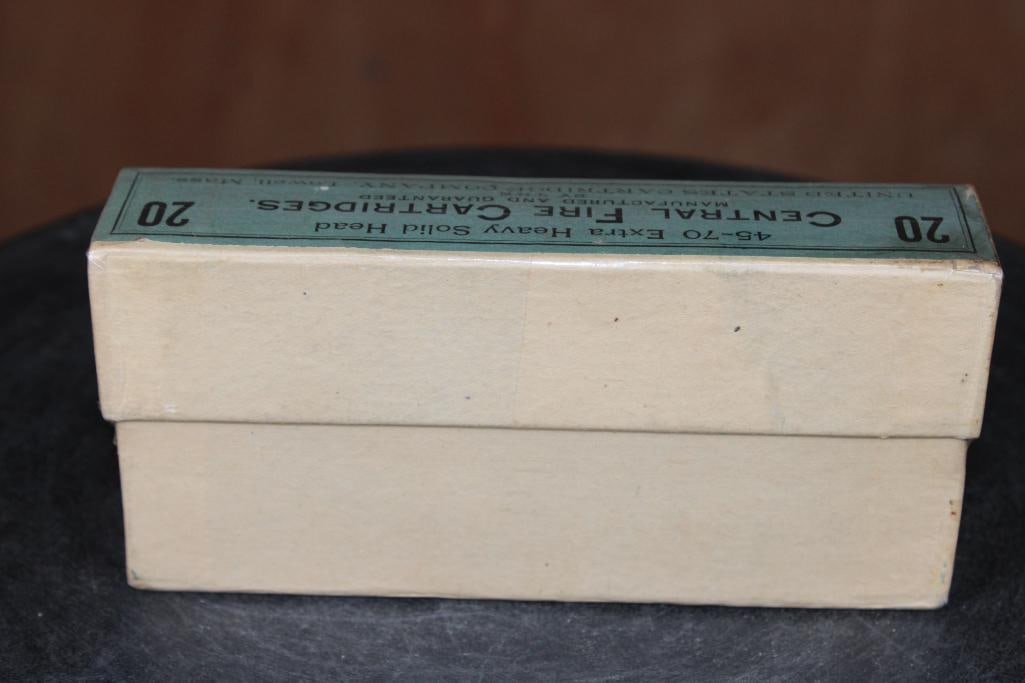 20 45-70 Extra Heavy Solid Head 20
CENTRAL FIRE CARTRIDGES.
MANUFACTURED AND GUARANTEED
BY THE
UNITED STATES CARTRIDGE COMPANY, Lowell, Mass.